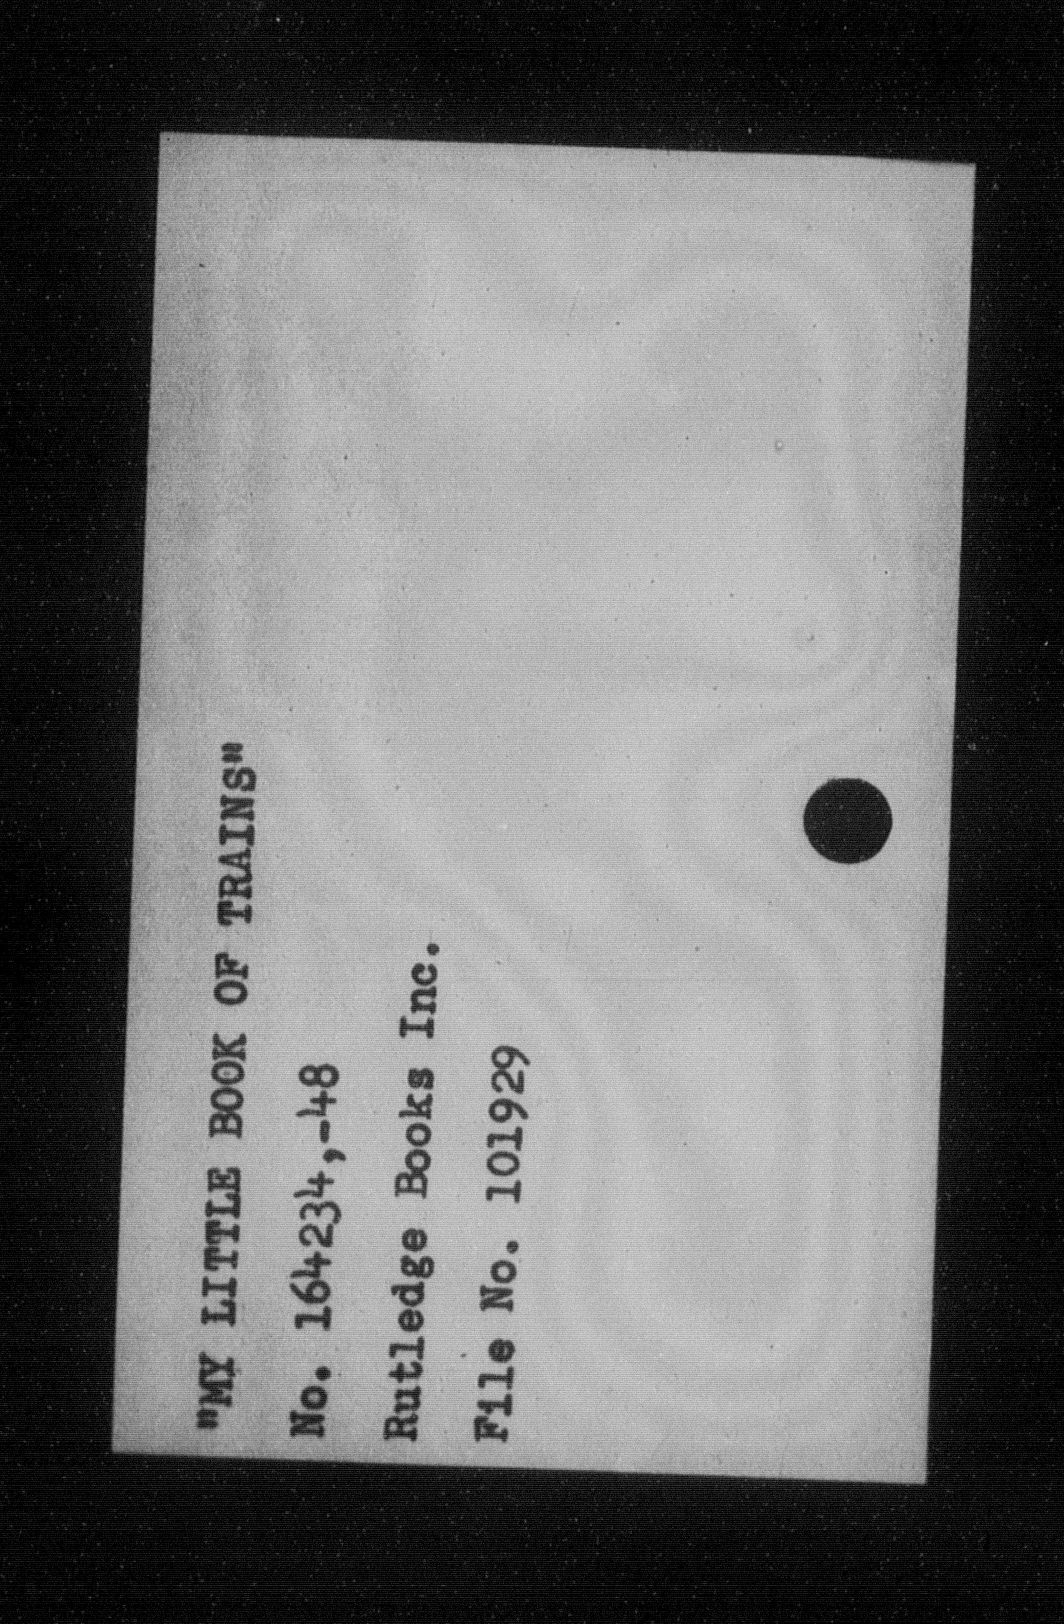 "MY LITTLE BOOK OF TRAINS"
No. 164234,-48
Rutledge Books Inc.
File No. 101929